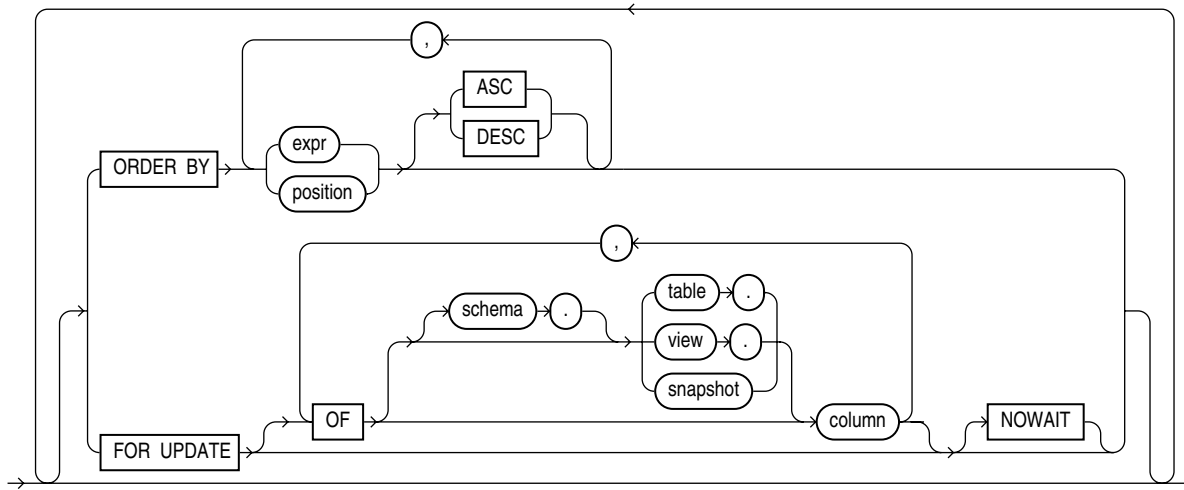 ,
ASC
DESC
expr
ORDER BY
position
,
table .
schema .
view .
snapshot
OF
column
NOWAIT
FOR UPDATE